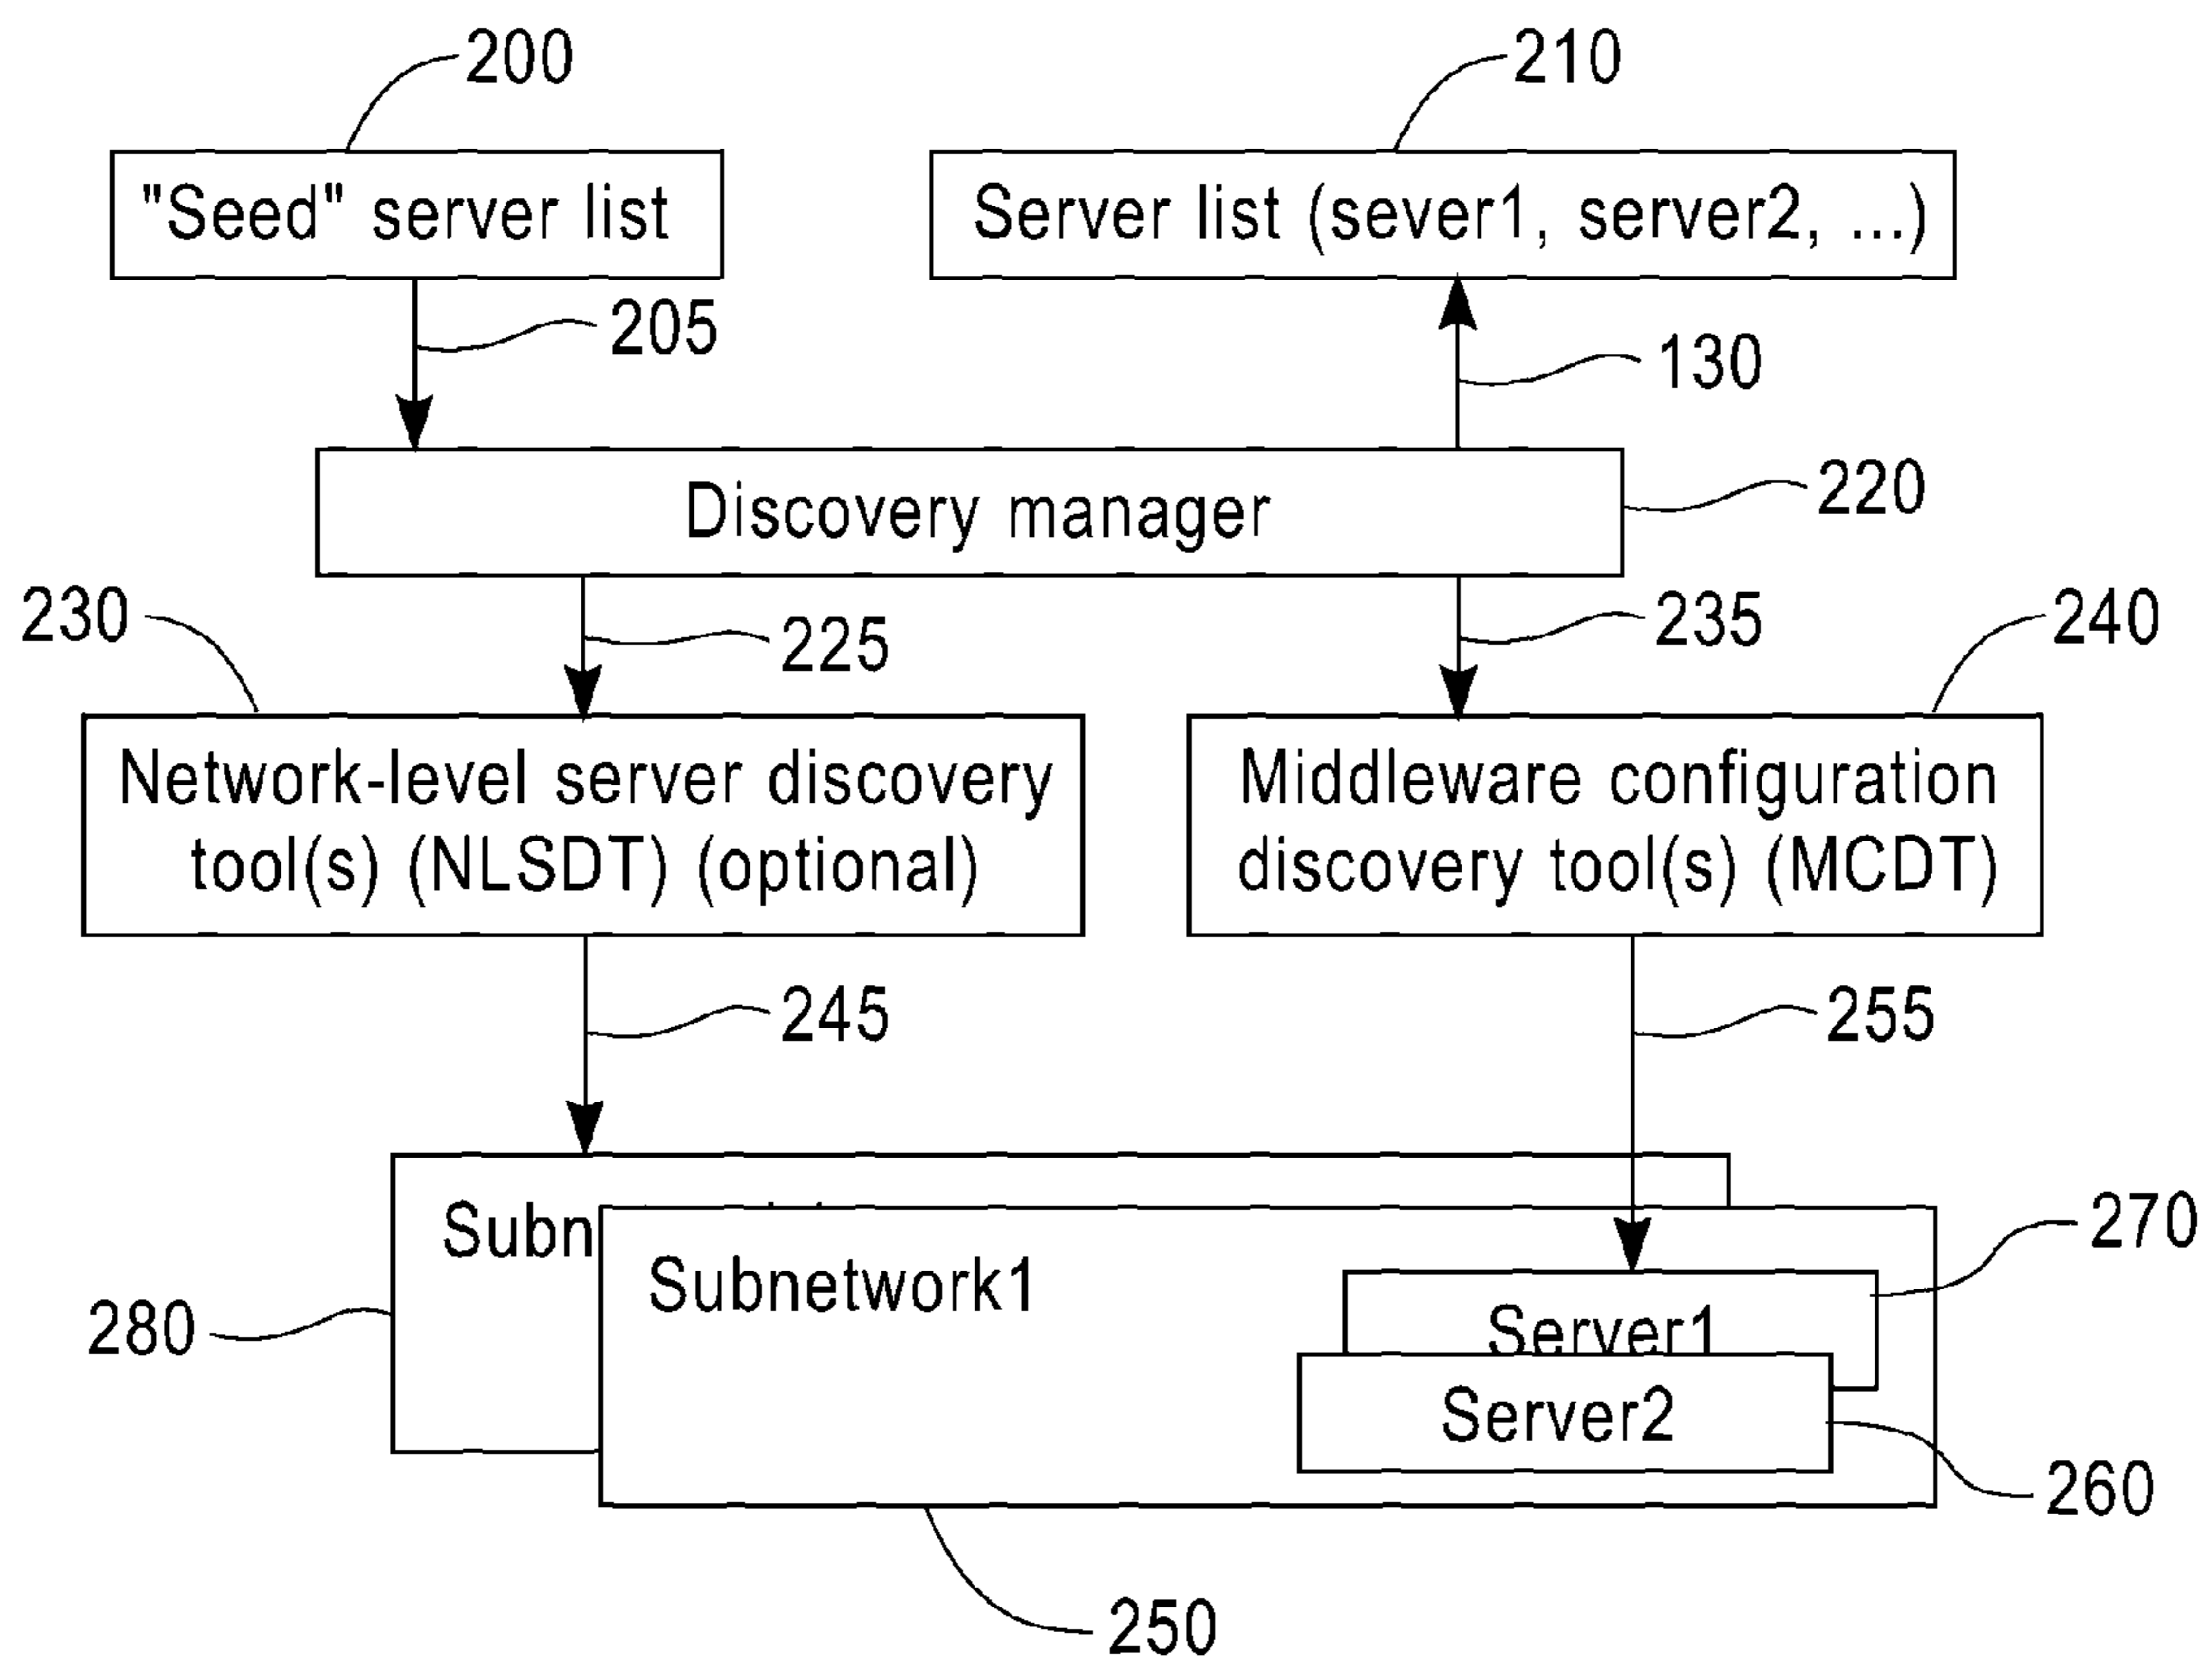 200
210
"Seed" server list
Server list (sever1, server2, ...)
205
130
Discovery manager
220
230
225
235
240
Network-level server discovery
tool(s) (NLSDT) (optional)
Middleware configuration
discovery tool(s) (MCDT)
245
255
Subn
Subnetwork1
270
280
Server1
Server2
260
250